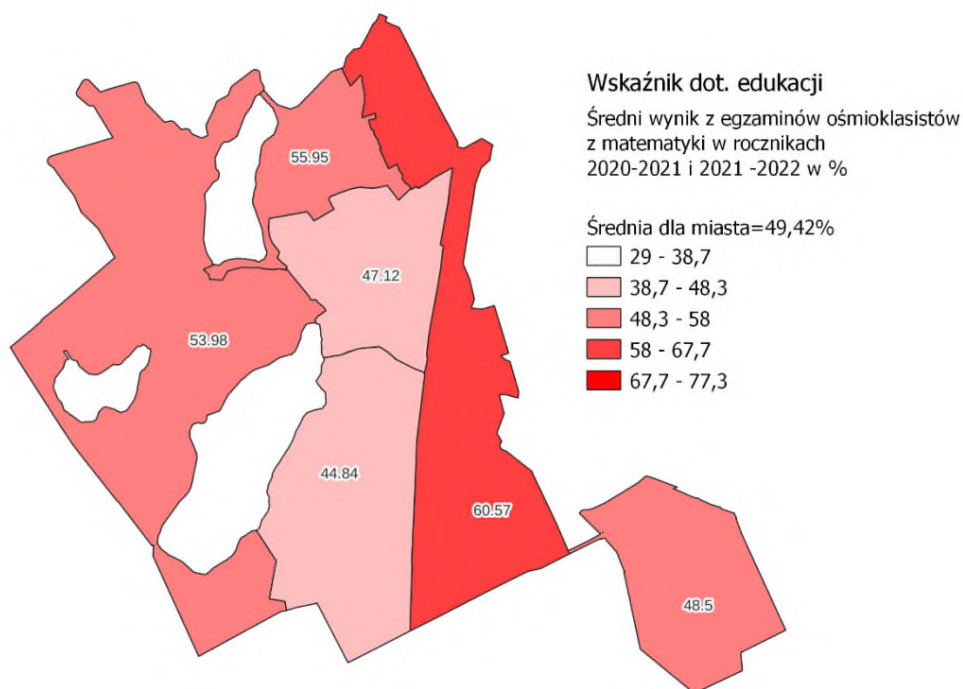 Wskaźnik dot. edukacji
Średni wynik z egzaminów ośmioklasistów
z matematyki w rocznikach
2020-2021 i 2021 -2022 w %
Średnia dla miasta=49,42%
29 - 38,7
38,7 - 48,3
48,3 - 58
58 - 67,7
67,7 - 77,3
55.95
47.12
53.98
44.84
60.57
48.5